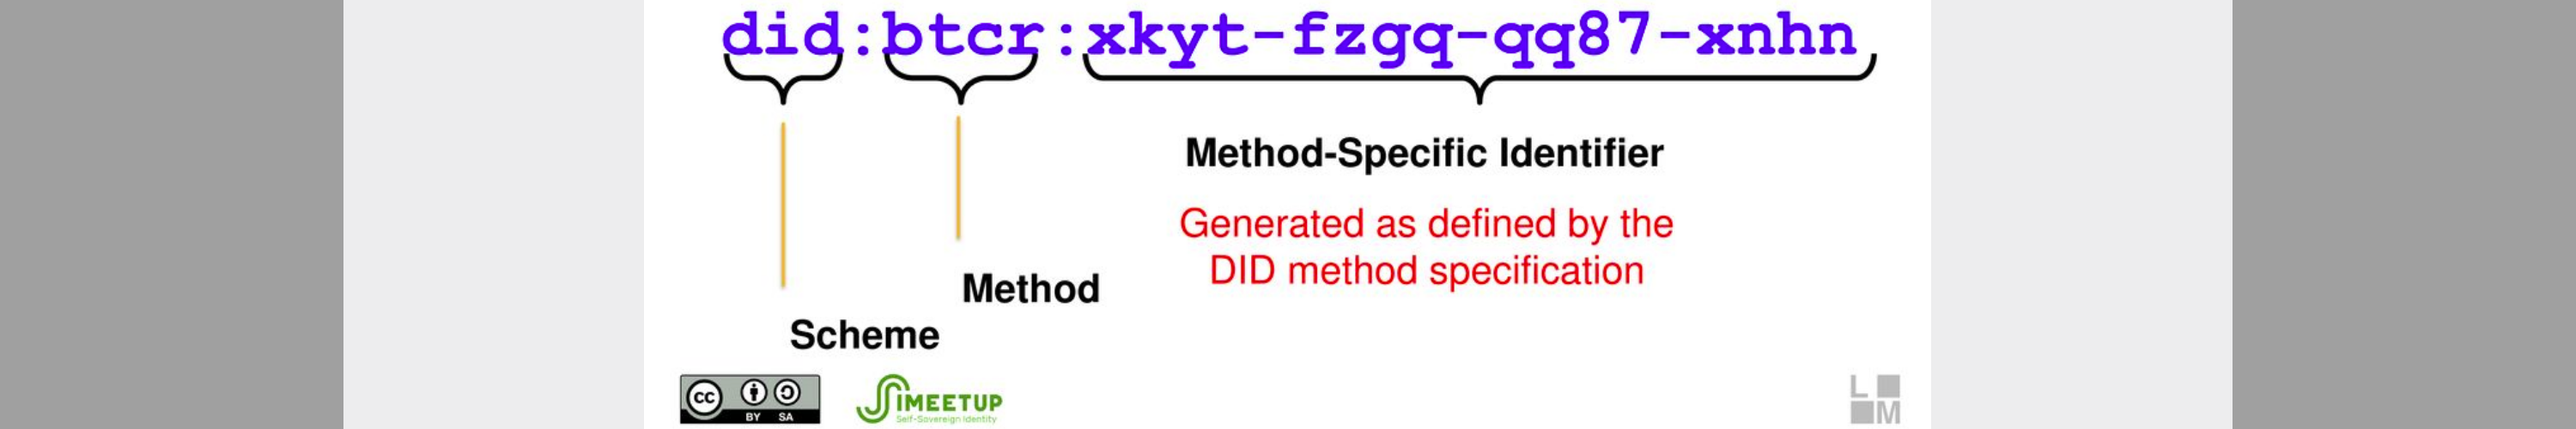 did:btcr:xkyt-fzgq-qq87-xnhn
Method-Specific Identifier
Generated as defined by the
DID method specification
Method
Scheme
cc
BY SA
SSIMEETUP
Self-Sovereign Identity
L
M